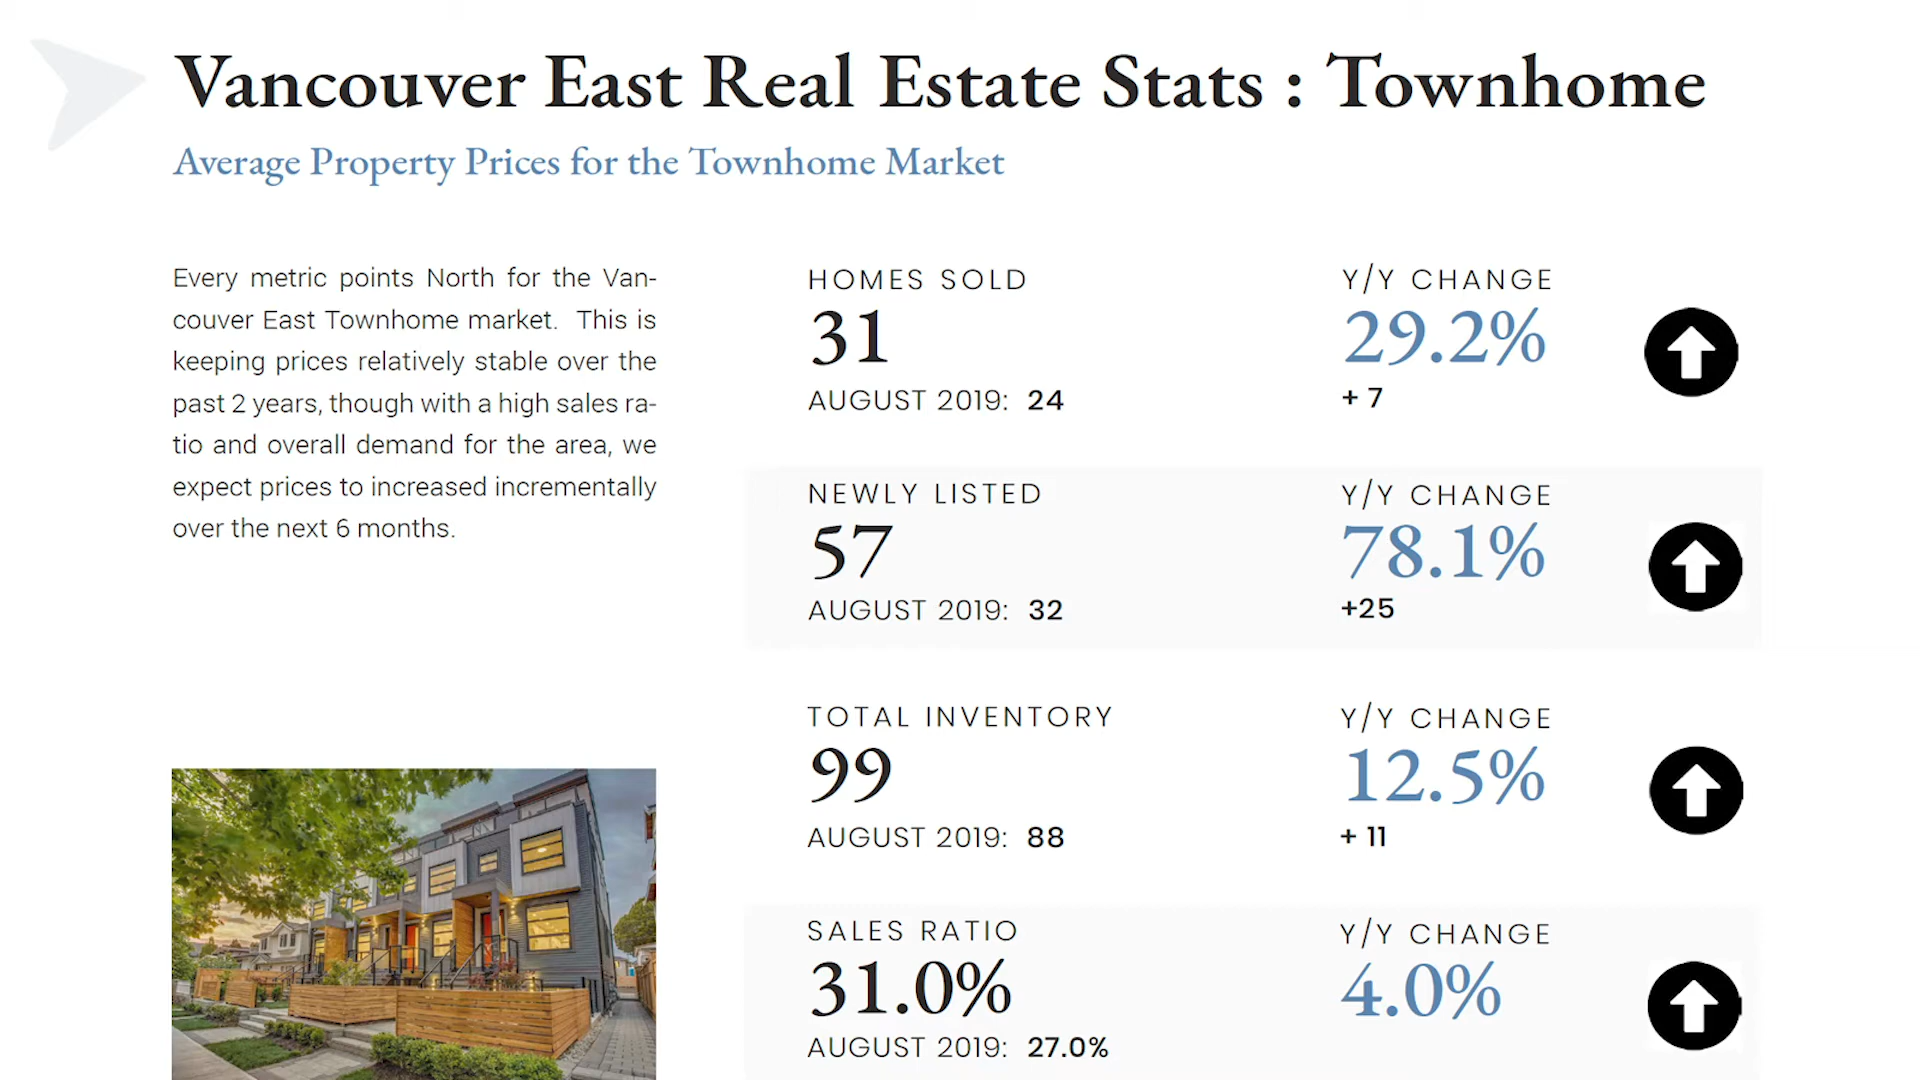 Vancouver East Real Estate Stats : Townhome
Average Property Prices for the Townhome Market
Every metric points North for the Van-
couver East Townhome market.  This is
keeping prices relatively stable over the
past 2 years, though with a high sales ra-
tio and overall demand for the area, we
expect prices to increased incrementally
over the next 6 months.
HOMES SOLD
31
AUGUST 2019: 24
Y/Y CHANGE
29.2%
+ 7
NEWLY LISTED
57
AUGUST 2019: 32
Y/Y CHANGE
78.1%
+25
TOTAL INVENTORY
99
AUGUST 2019: 88
Y/Y CHANGE
12.5%
+ 11
SALES RATIO
31.0%
AUGUST 2019: 27.0%
Y/Y CHANGE
4.0%